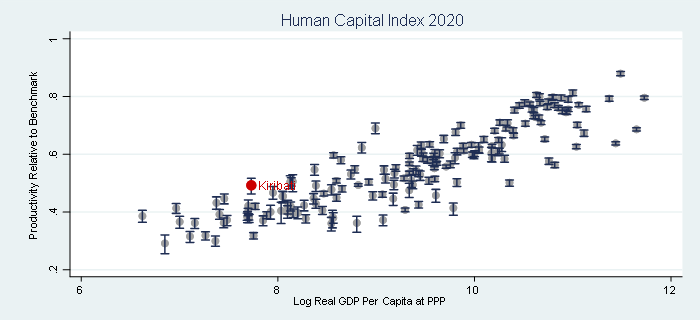 Human Capital Index 2020
Productivity Relative to Benchmark
1
.8
.6
.4
.2
Kiribati
6
8
10
12
Log Real GDP Per Capita at PPP